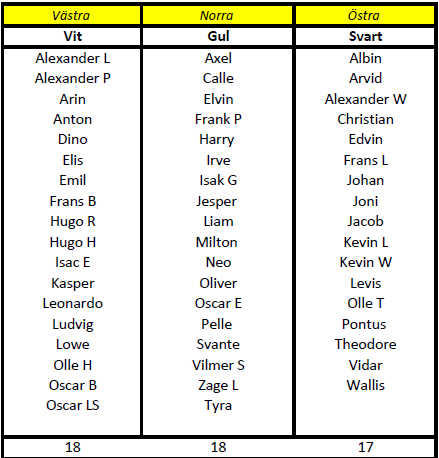 Västra Norra Östra
Vit Gul Svart
Alexander L Axel Albin
Alexander P Calle Arvid
Arin Elvin Alexander W
Anton Frank P Christian
Dino Harry Edvin
Elis Irve Frans L
Emil Isak G Johan
Frans B Jesper Joni
Hugo R Liam Jacob
Hugo H Milton Kevin L
Isac E Neo Kevin W
Kasper Oliver Levis
Leonardo Oscar E Olle T
Ludvig Pelle Pontus
Lowe Svante Theodore
Olle H Vilmer S Vidar
Oscar B Zage L Wallis
Oscar LS Tyra
18 18 17